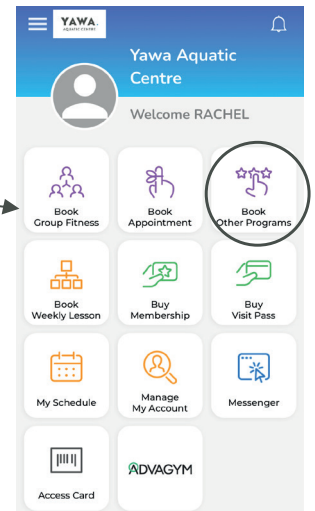 YAWA.
AQUATIC CENTRE
Yawa Aquatic
Centre
Welcome RACHEL
Book
Group Fitness
Book
Appointment
Book
Other Programs
Book
Weekly Lesson
Buy
Membership
Buy
Visit Pass
My Schedule
Manage
My Account
Messenger
Access Card
ADVAGYM